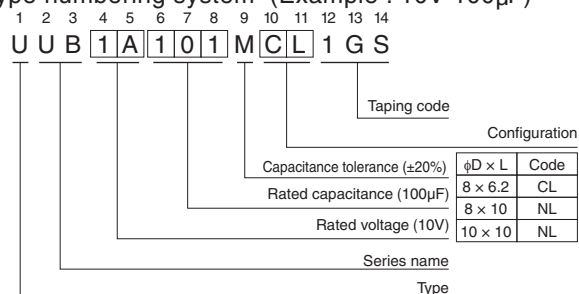 ype numbering system (Example : 10V 100µF)
1 2 3 4 5 6 7 8 9 10 11 12 13 14
U U B 1 A 1 0 1 M C L 1 G S
Taping code
Configuration
Capacitance tolerance (±20%)
Rated capacitance (100µF)
Rated voltage (10V)
Series name
Type
ϕD × L Code
8 × 6.2 CL
8 × 10 NL
10 × 10 NL